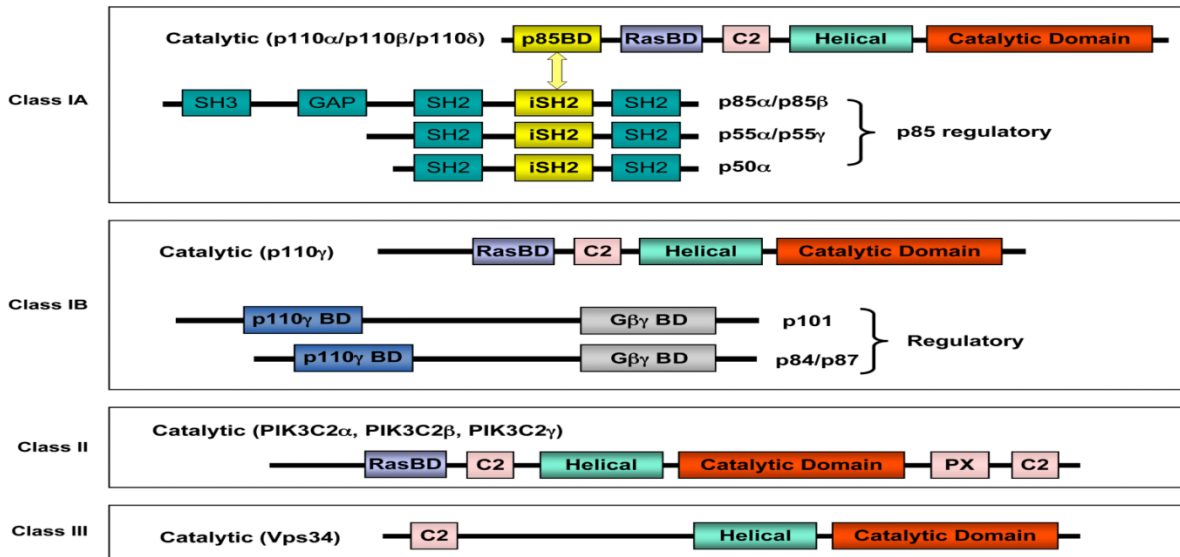 Class IA
Catalytic (p110α/p110β/p110δ)
p85BD RasBD C2 Helical Catalytic Domain
SH3 GAP SH2 iSH2 SH2 p85α/p85β
SH2 iSH2 SH2 p55α/p55γ
SH2 iSH2 SH2 p50α
p85 regulatory
Class IB
Catalytic (p110γ)
RasBD C2 Helical Catalytic Domain
p110γ BD Gβγ BD p101
p110γ BD Gβγ BD p84/p87
Regulatory
Class II
Catalytic (PIK3C2α, PIK3C2β, PIK3C2γ)
RasBD C2 Helical Catalytic Domain PX C2
Class III
Catalytic (Vps34)
C2 Helical Catalytic Domain